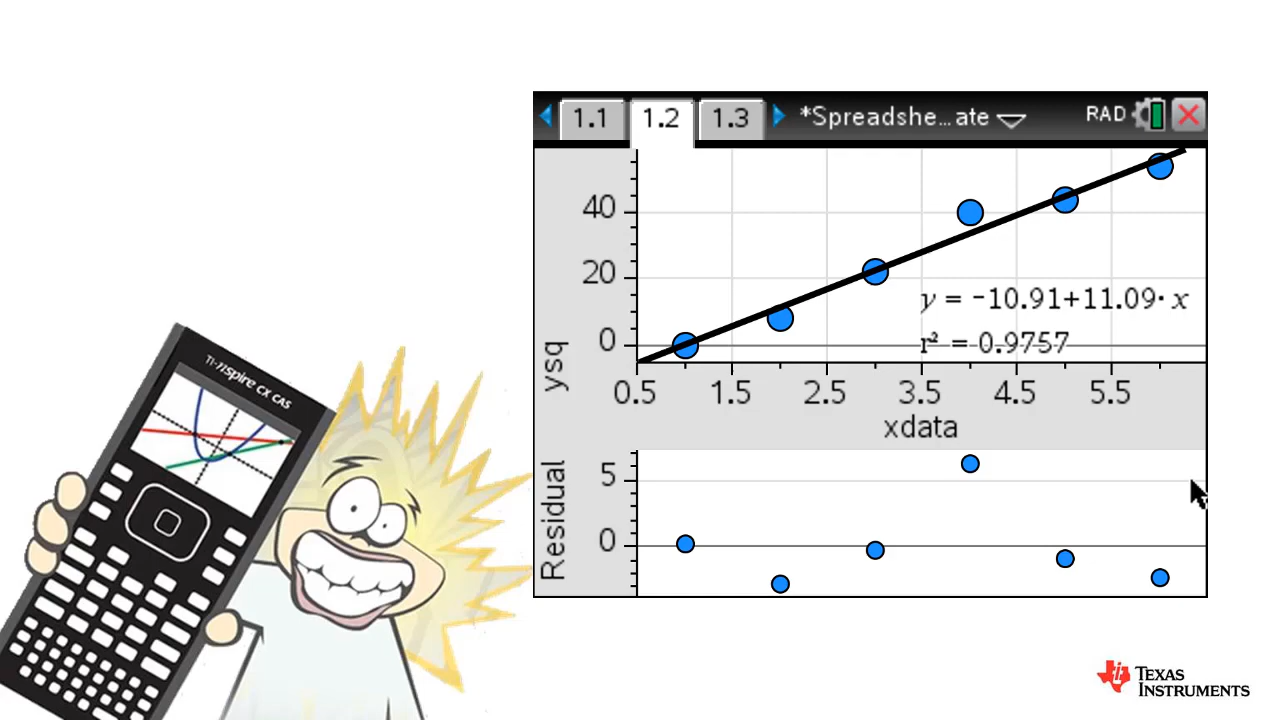 1.1 1.2 1.3 *Spreadshe...ate RAD
40
20
0
ysq
y = -10.91+11.09·x
r² = 0.9757
0.5 1.5 2.5 3.5 4.5 5.5
xdata
5
0
Residual
TI-nspire CX CAS
TEXAS
INSTRUMENTS